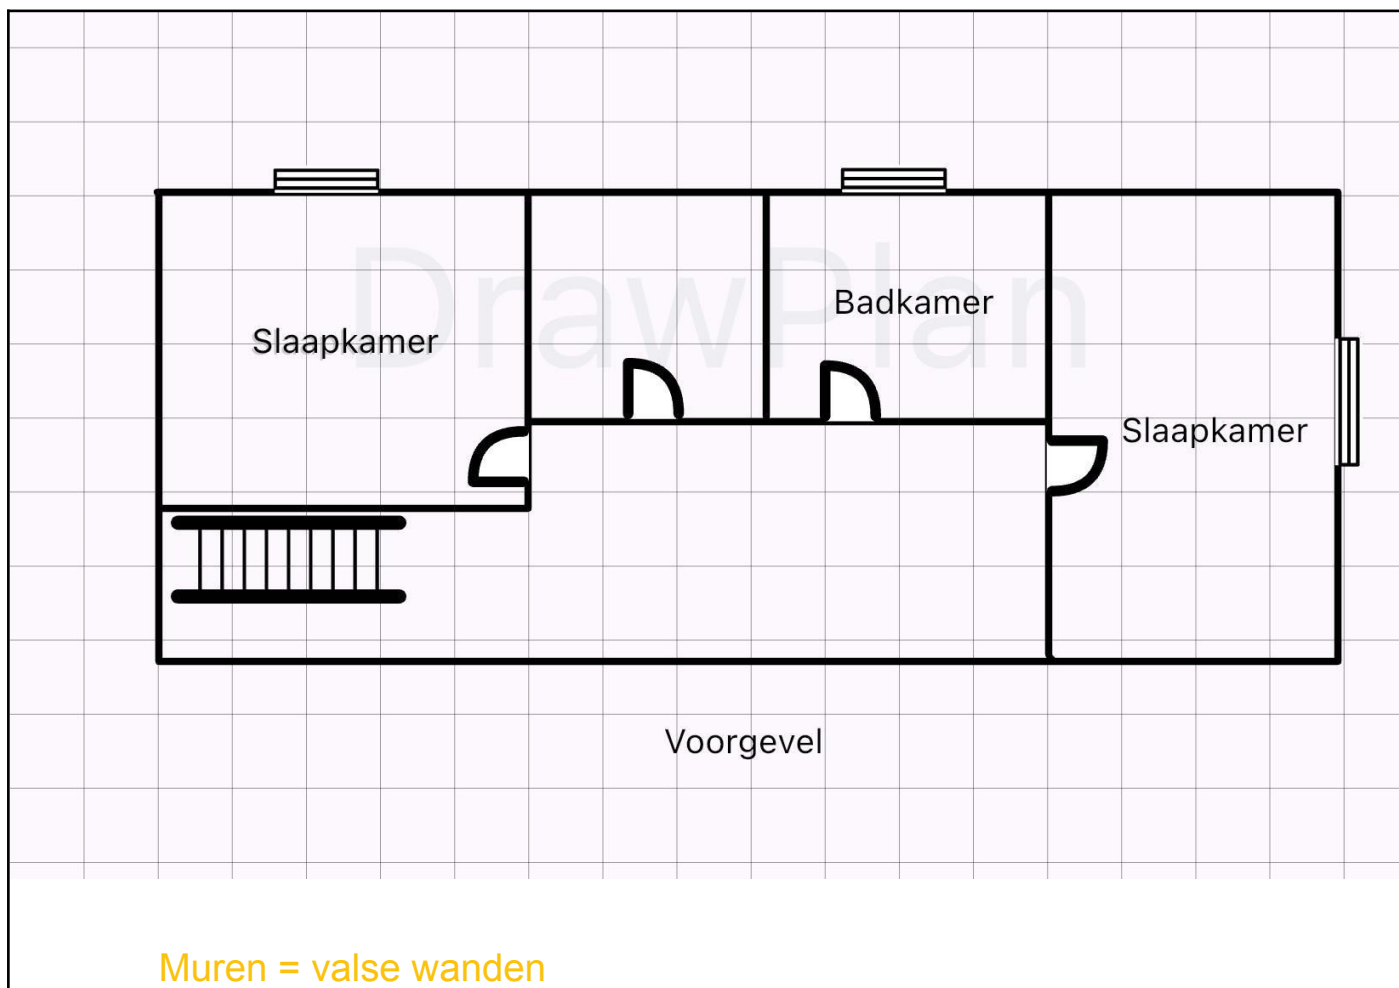 DrawPlan
Badkamer
Slaapkamer
Slaapkamer
Voorgevel
Muren = valse wanden